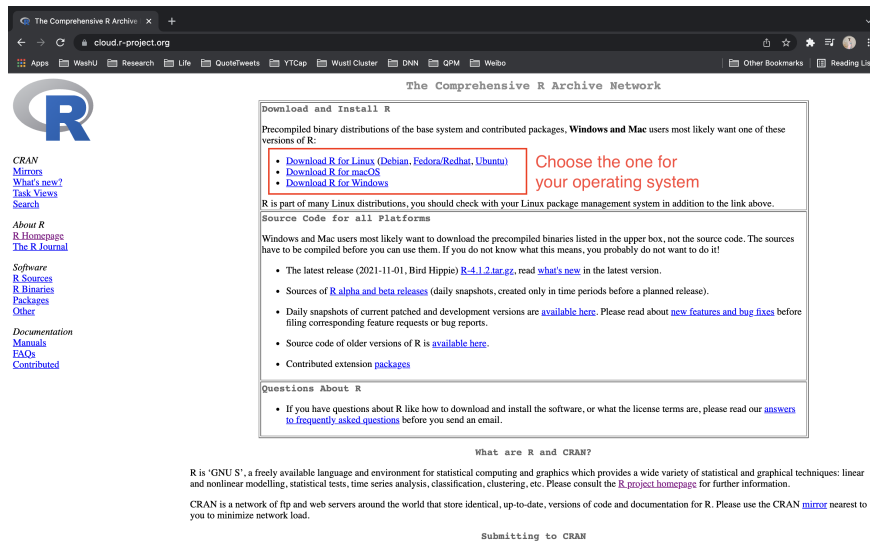 The Comprehensive R Archive
cloud.r-project.org
Apps WashU Research Life QuoteTweets YTCap Wustl Cluster DNN QPM Weibo Other Bookmarks Reading Lis
R
CRAN
Mirrors
What's new?
Task Views
Search
About R
R Homepage
The R Journal
Software
R Sources
R Binaries
Packages
Other
Documentation
Manuals
FAQs
Contributed
The Comprehensive R Archive Network
Download and Install R
Precompiled binary distributions of the base system and contributed packages, Windows and Mac users most likely want one of these
versions of R:
• Download R for Linux (Debian, Fedora/Redhat, Ubuntu)
• Download R for macOS
• Download R for Windows
Choose the one for
your operating system
R is part of many Linux distributions, you should check with your Linux package management system in addition to the link above.
Source Code for all Platforms
Windows and Mac users most likely want to download the precompiled binaries listed in the upper box, not the source code. The sources
have to be compiled before you can use them. If you do not know what this means, you probably do not want to do it!
• The latest release (2021-11-01, Bird Hippie) R-4.1.2.tar.gz, read what's new in the latest version.
• Sources of R alpha and beta releases (daily snapshots, created only in time periods before a planned release).
• Daily snapshots of current patched and development versions are available here. Please read about new features and bug fixes before
filing corresponding feature requests or bug reports.
• Source code of older versions of R is available here.
• Contributed extension packages
Questions About R
• If you have questions about R like how to download and install the software, or what the license terms are, please read our answers
to frequently asked questions before you send an email.
What are R and CRAN?
R is 'GNU S', a freely available language and environment for statistical computing and graphics which provides a wide variety of statistical and graphical techniques: linear
and nonlinear modelling, statistical tests, time series analysis, classification, clustering, etc. Please consult the R project homepage for further information.
CRAN is a network of ftp and web servers around the world that store identical, up-to-date, versions of code and documentation for R. Please use the CRAN mirror nearest to
you to minimize network load.
Submitting to CRAN